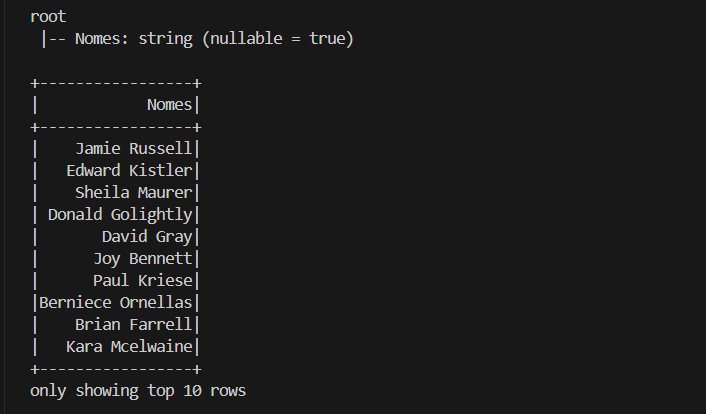 root
 |-- Nomes: string (nullable = true)

+-----------------+
|            Nomes|
+-----------------+
|    Jamie Russell|
|   Edward Kistler|
|    Sheila Maurer|
| Donald Golightly|
|       David Gray|
|      Joy Bennett|
|      Paul Kriese|
|Berniece Ornellas|
|    Brian Farrell|
|   Kara Mcelwaine|
+-----------------+
only showing top 10 rows